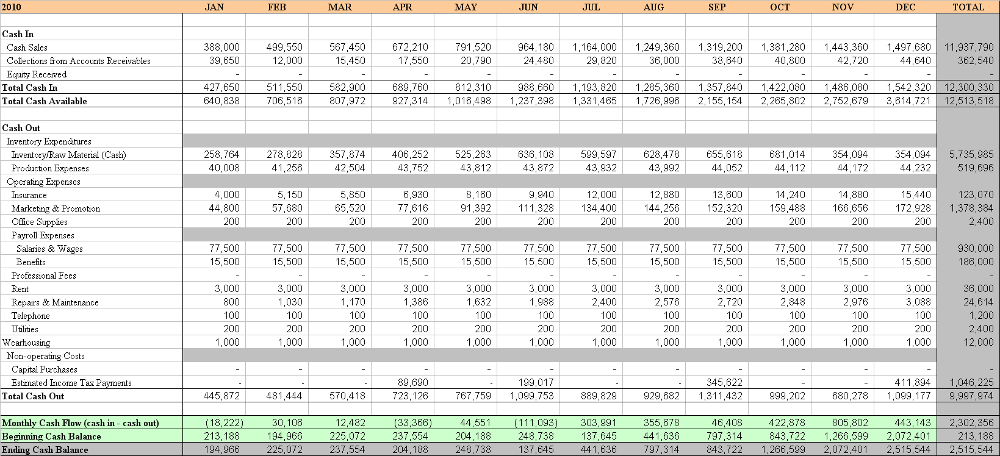 2010 JAN FEB MAR APR MAY JUN JUL AUG SEP OCT NOV DEC TOTAL
Cash In
Cash Sales 388,000 499,550 567,450 672,210 791,520 964,180 1,164,000 1,249,360 1,319,200 1,381,280 1,443,360 1,497,680 11,937,790
Collections from Accounts Receivables 39,650 12,000 15,450 17,550 20,790 24,480 29,820 36,000 38,640 40,800 42,720 44,640 362,540
Equity Received - - - - - - - - - - - - -
Total Cash In 427,650 511,550 582,900 689,760 812,310 988,660 1,193,820 1,285,360 1,357,840 1,422,080 1,486,080 1,542,320 12,300,330
Total Cash Available 640,838 706,516 807,972 927,314 1,016,498 1,237,398 1,331,465 1,726,996 2,155,154 2,265,802 2,752,679 3,614,721 12,513,518
Cash Out
Inventory Expenditures
Inventory/Raw Material (Cash) 258,764 278,828 357,874 406,252 525,263 636,108 599,597 628,478 655,618 681,014 354,094 354,094 5,735,985
Production Expenses 40,008 41,256 42,504 43,752 43,812 43,872 43,932 43,992 44,052 44,112 44,172 44,232 519,696
Operating Expenses
Insurance 4,000 5,150 5,850 6,930 8,160 9,940 12,000 12,880 13,600 14,240 14,880 15,440 123,070
Marketing & Promotion 44,800 57,680 65,520 77,616 91,392 111,328 134,400 144,256 152,320 159,488 166,656 172,928 1,378,384
Office Supplies 200 200 200 200 200 200 200 200 200 200 200 200 2,400
Payroll Expenses
Salaries & Wages 77,500 77,500 77,500 77,500 77,500 77,500 77,500 77,500 77,500 77,500 77,500 77,500 930,000
Benefits 15,500 15,500 15,500 15,500 15,500 15,500 15,500 15,500 15,500 15,500 15,500 15,500 186,000
Professional Fees - - - - - - - - - - - - -
Rent 3,000 3,000 3,000 3,000 3,000 3,000 3,000 3,000 3,000 3,000 3,000 3,000 36,000
Repairs & Maintenance 800 1,030 1,170 1,386 1,632 1,988 2,400 2,576 2,720 2,848 2,976 3,088 24,614
Telephone 100 100 100 100 100 100 100 100 100 100 100 100 1,200
Utilities 200 200 200 200 200 200 200 200 200 200 200 200 2,400
Wearhousing 1,000 1,000 1,000 1,000 1,000 1,000 1,000 1,000 1,000 1,000 1,000 1,000 12,000
Non-operating Costs
Capital Purchases - - - - - - - - - - - - -
Estimated Income Tax Payments - - - 89,690 - 199,017 - - 345,622 - - 411,894 1,046,225
Total Cash Out 445,872 481,444 570,418 723,126 767,759 1,099,753 889,829 929,682 1,311,432 999,202 680,278 1,099,177 9,997,974
Monthly Cash Flow (cash in - cash out) (18,222) 30,106 12,482 (33,366) 44,551 (111,093) 303,991 355,678 46,408 422,878 805,802 443,143 2,302,356
Beginning Cash Balance 213,188 194,966 225,072 237,554 204,188 248,738 137,645 441,636 797,314 843,722 1,266,599 2,072,401 213,188
Ending Cash Balance 194,966 225,072 237,554 204,188 248,738 137,645 441,636 797,314 843,722 1,266,599 2,072,401 2,515,544 2,515,544